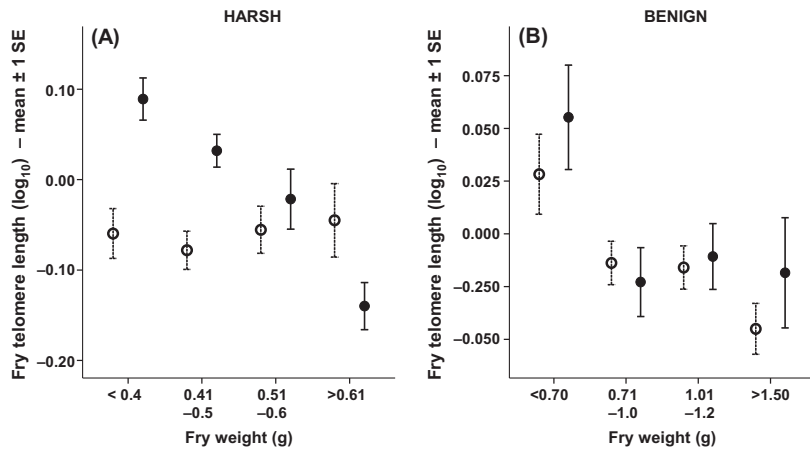 HARSH
(A)
Fry telomere length (log10) – mean ± 1 SE
0.10
0.00
–0.10
–0.20
< 0.4
0.41
–0.5
0.51
–0.6
>0.61
Fry weight (g)
BENIGN
(B)
Fry telomere length (log10) – mean ± 1 SE
0.075
0.050
0.025
0.000
–0.250
–0.050
<0.70
0.71
–1.0
1.01
–1.2
>1.50
Fry weight (g)